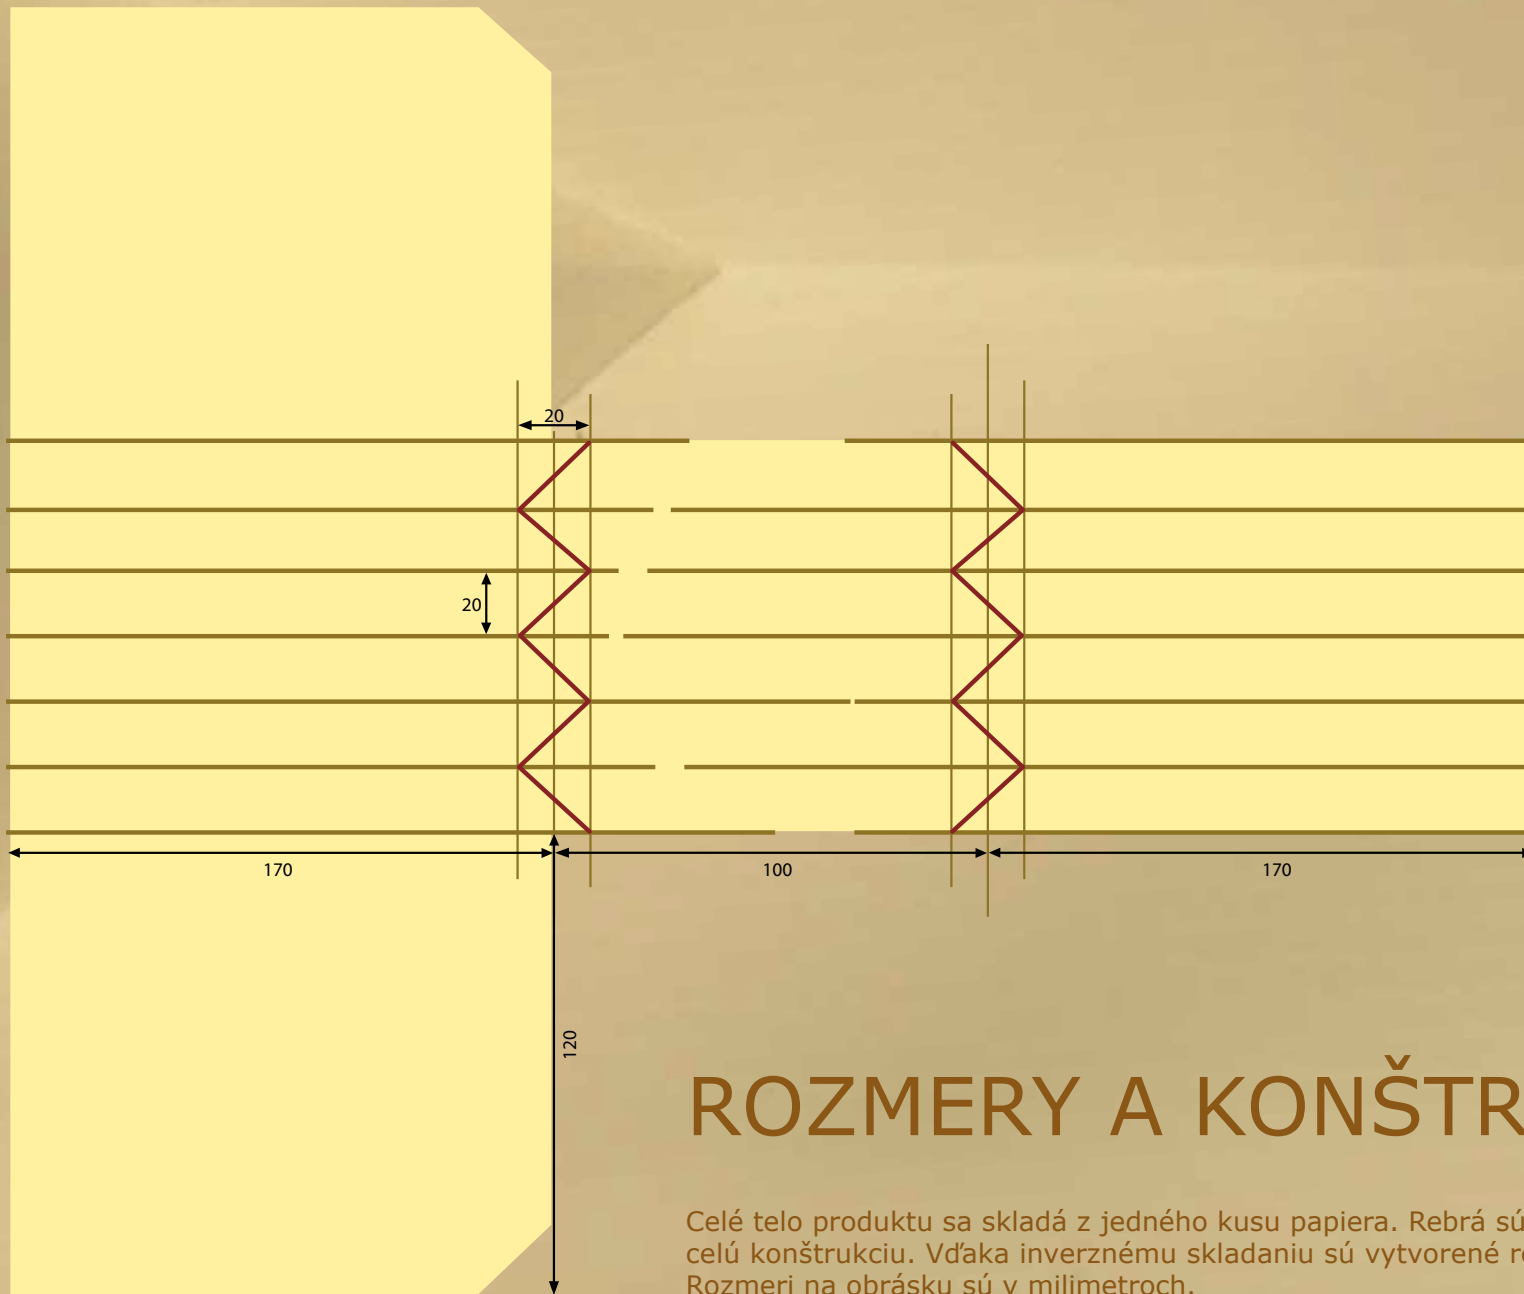 20
20
170
100
170
120
ROZMERY A KONŠTR
Celé telo produktu sa skladá z jedného kusu papiera. Rebrá sú
celú konštrukciu. Vďaka inverznému skladaniu sú vytvorené
Rozmeri na obrásku sú v milimetroch.